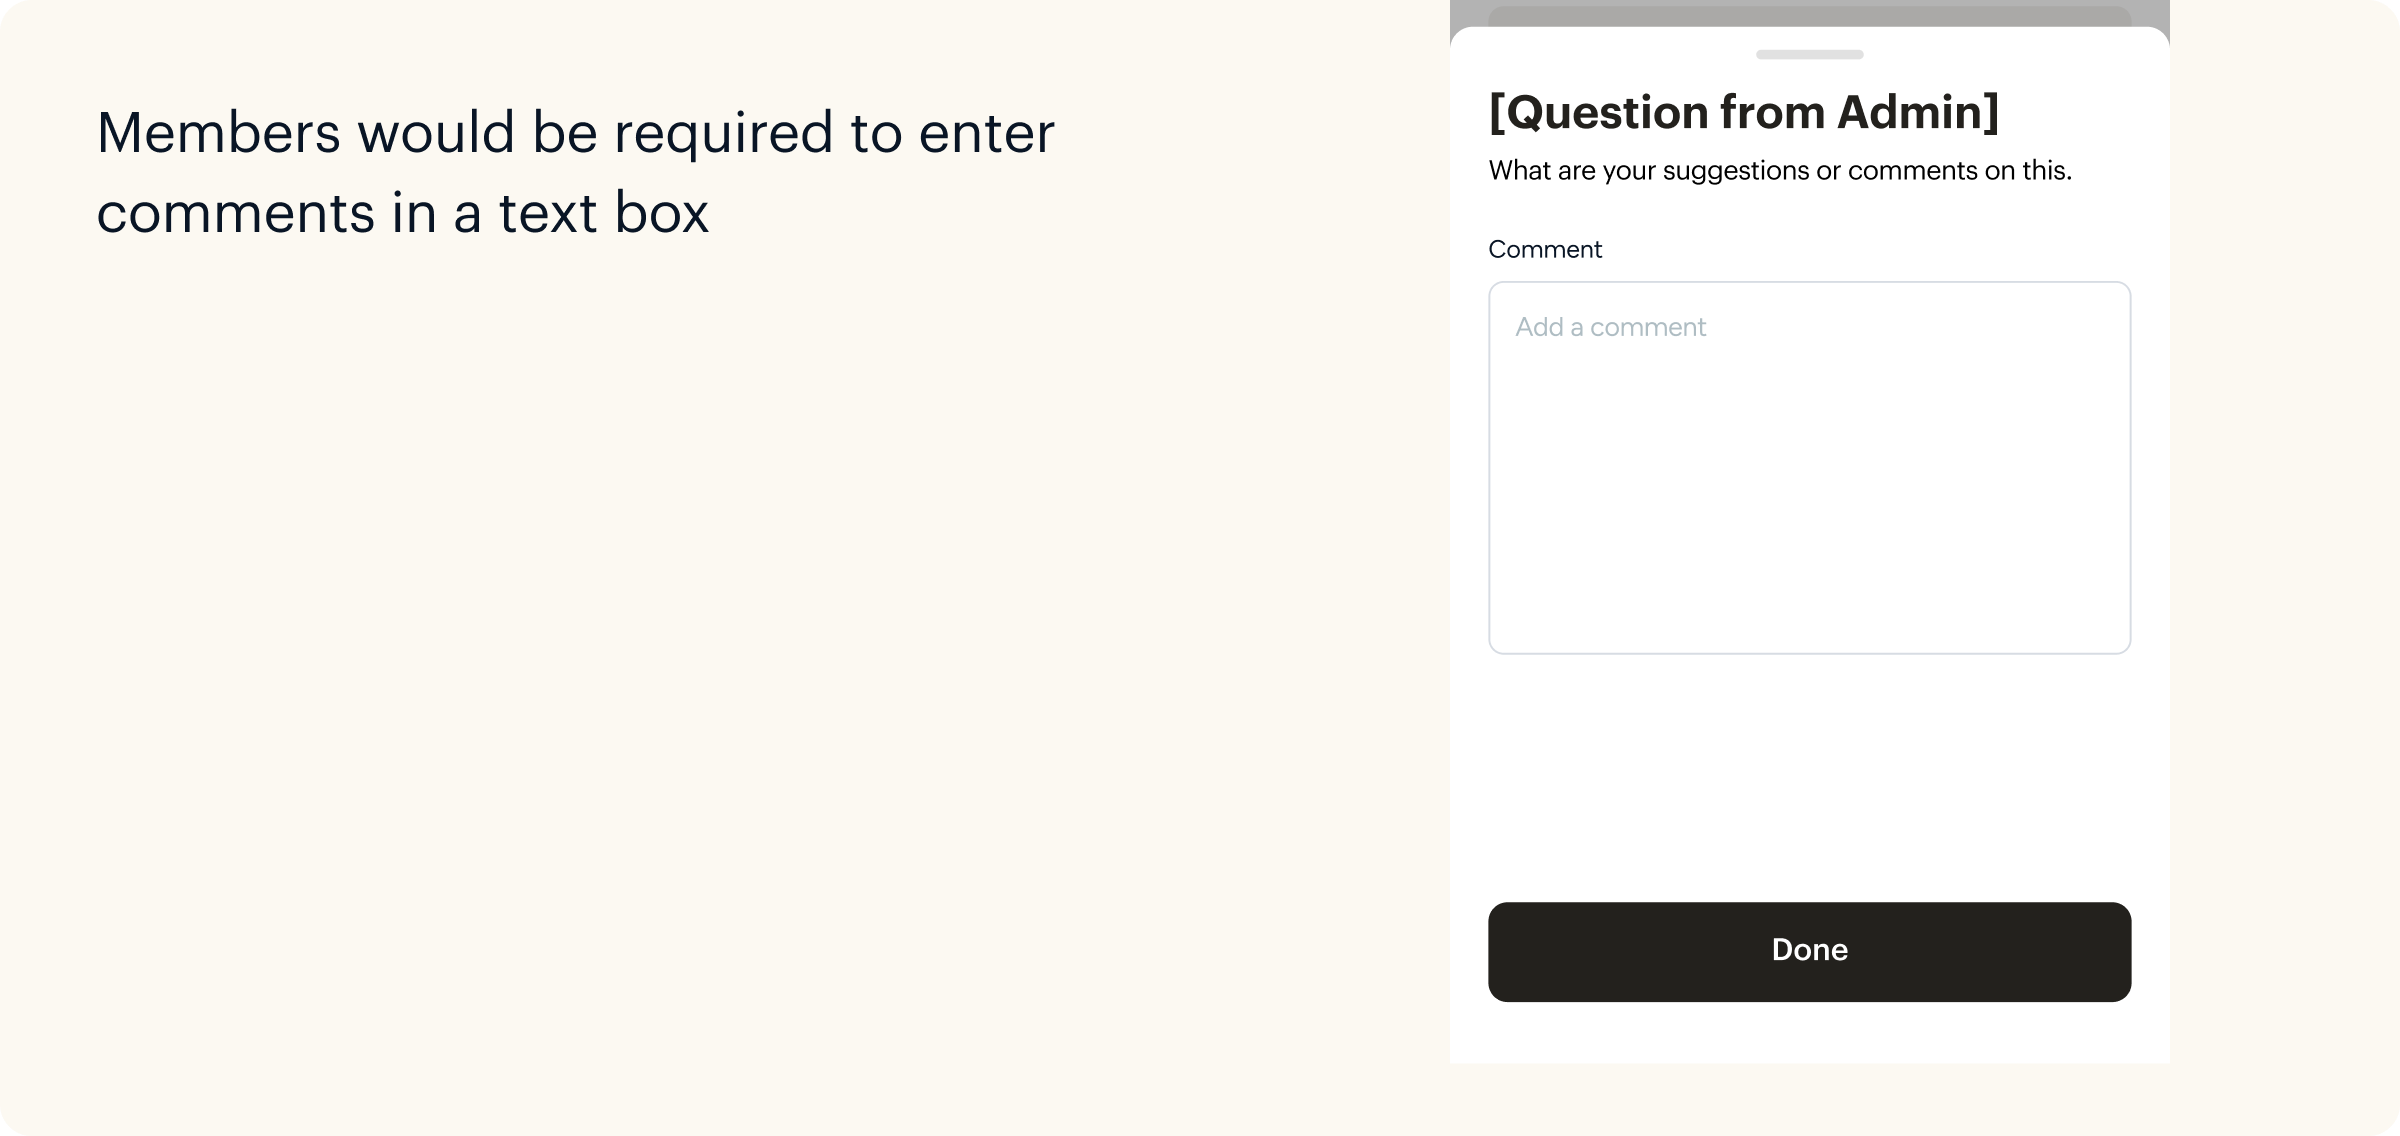 Members would be required to enter
comments in a text box
[Question from Admin]
What are your suggestions or comments on this.
Comment
Add a comment
Done